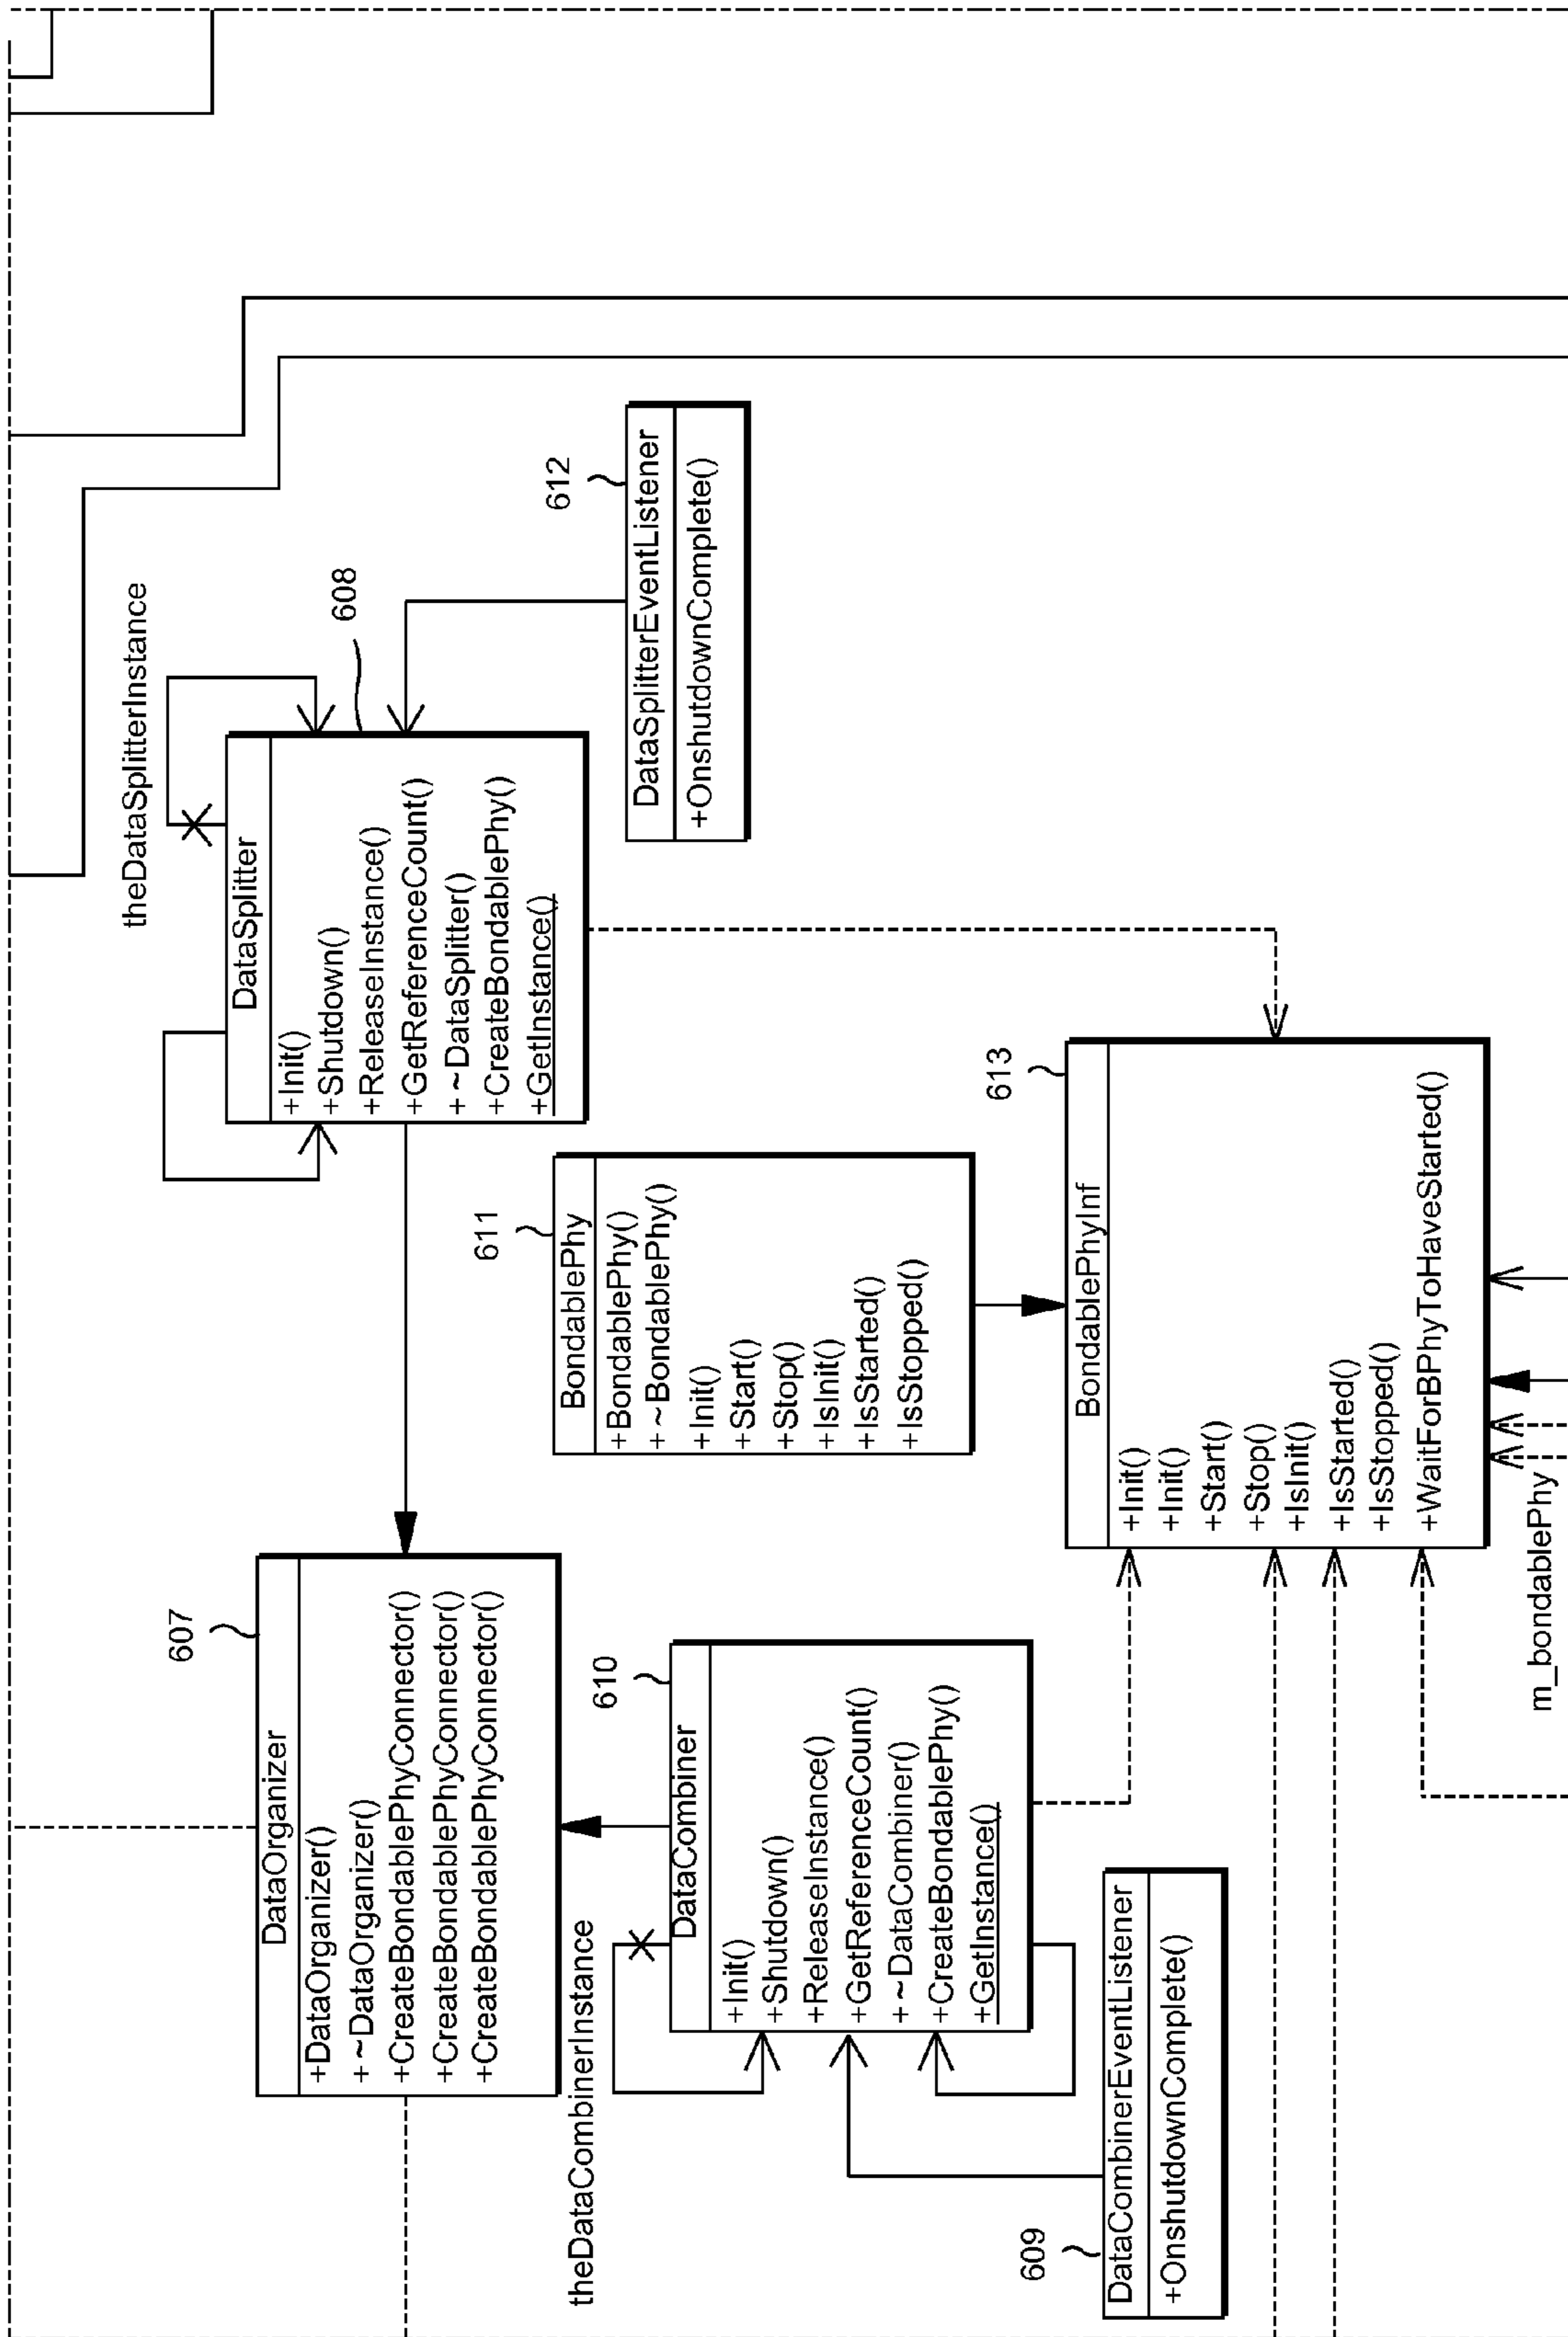 607
DataOrganizer
+DataOrganizer()
+~DataOrganizer()
+CreateBondablePhyConnector()
+CreateBondablePhyConnector()
+CreateBondablePhyConnector()
theDataSplitterInstance
608
DataSplitter
+Init()
+Shutdown()
+ReleaseInstance()
+GetReferenceCount()
+~DataSplitter()
+CreateBondablePhy()
+GetInstance()
612
DataSplitterEventListener
+OnshutdownComplete()
611
BondablePhy
+BondablePhy()
+~BondablePhy()
+Init()
+Start()
+Stop()
+IsInit()
+IsStarted()
+IsStopped()
theDataCombinerInstance
610
DataCombiner
+Init()
+Shutdown()
+ReleaseInstance()
+GetReferenceCount()
+~DataCombiner()
+CreateBondablePhy()
+GetInstance()
609
DataCombinerEventListener
+OnshutdownComplete()
613
BondablePhyInf
+Init()
+Init()
+Start()
+Stop()
+IsInit()
+IsStarted()
+IsStopped()
+WaitForBPhyToHaveStarted()
m_bondablePhy